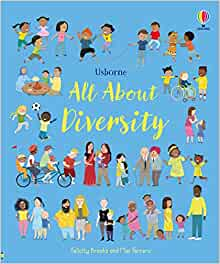 Usborne
All About
Diversity
Felicity Brooks and Mar Ferrero